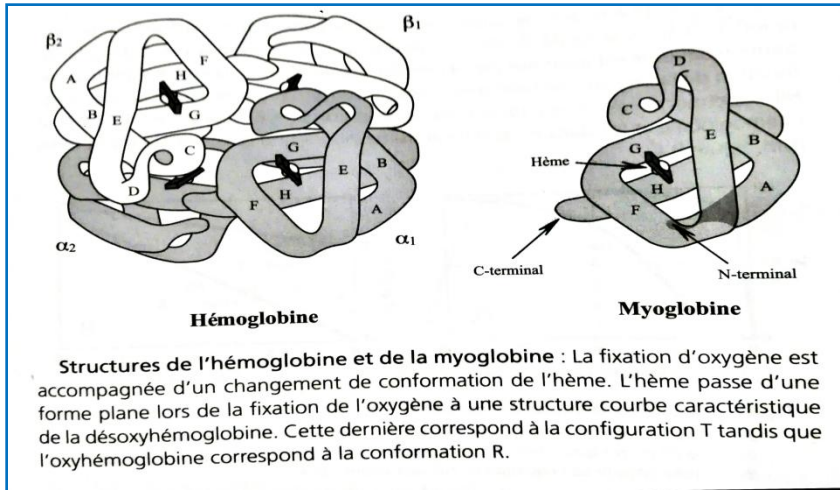 β2
β1
A
F
H
B
E
G
C
D
G
B
E
H
F
A
α2
α1
Hémoglobine
D
C
E
G
B
Hème
H
A
F
C-terminal
N-terminal
Myoglobine
Structures de l'hémoglobine et de la myoglobine : La fixation d'oxygène est
accompagnée d'un changement de conformation de l'hème. L'hème passe d'une
forme plane lors de la fixation de l'oxygène à une structure courbe caractéristique
de la désoxyhémoglobine. Cette dernière correspond à la configuration T tandis que
l'oxyhémoglobine correspond à la conformation R.